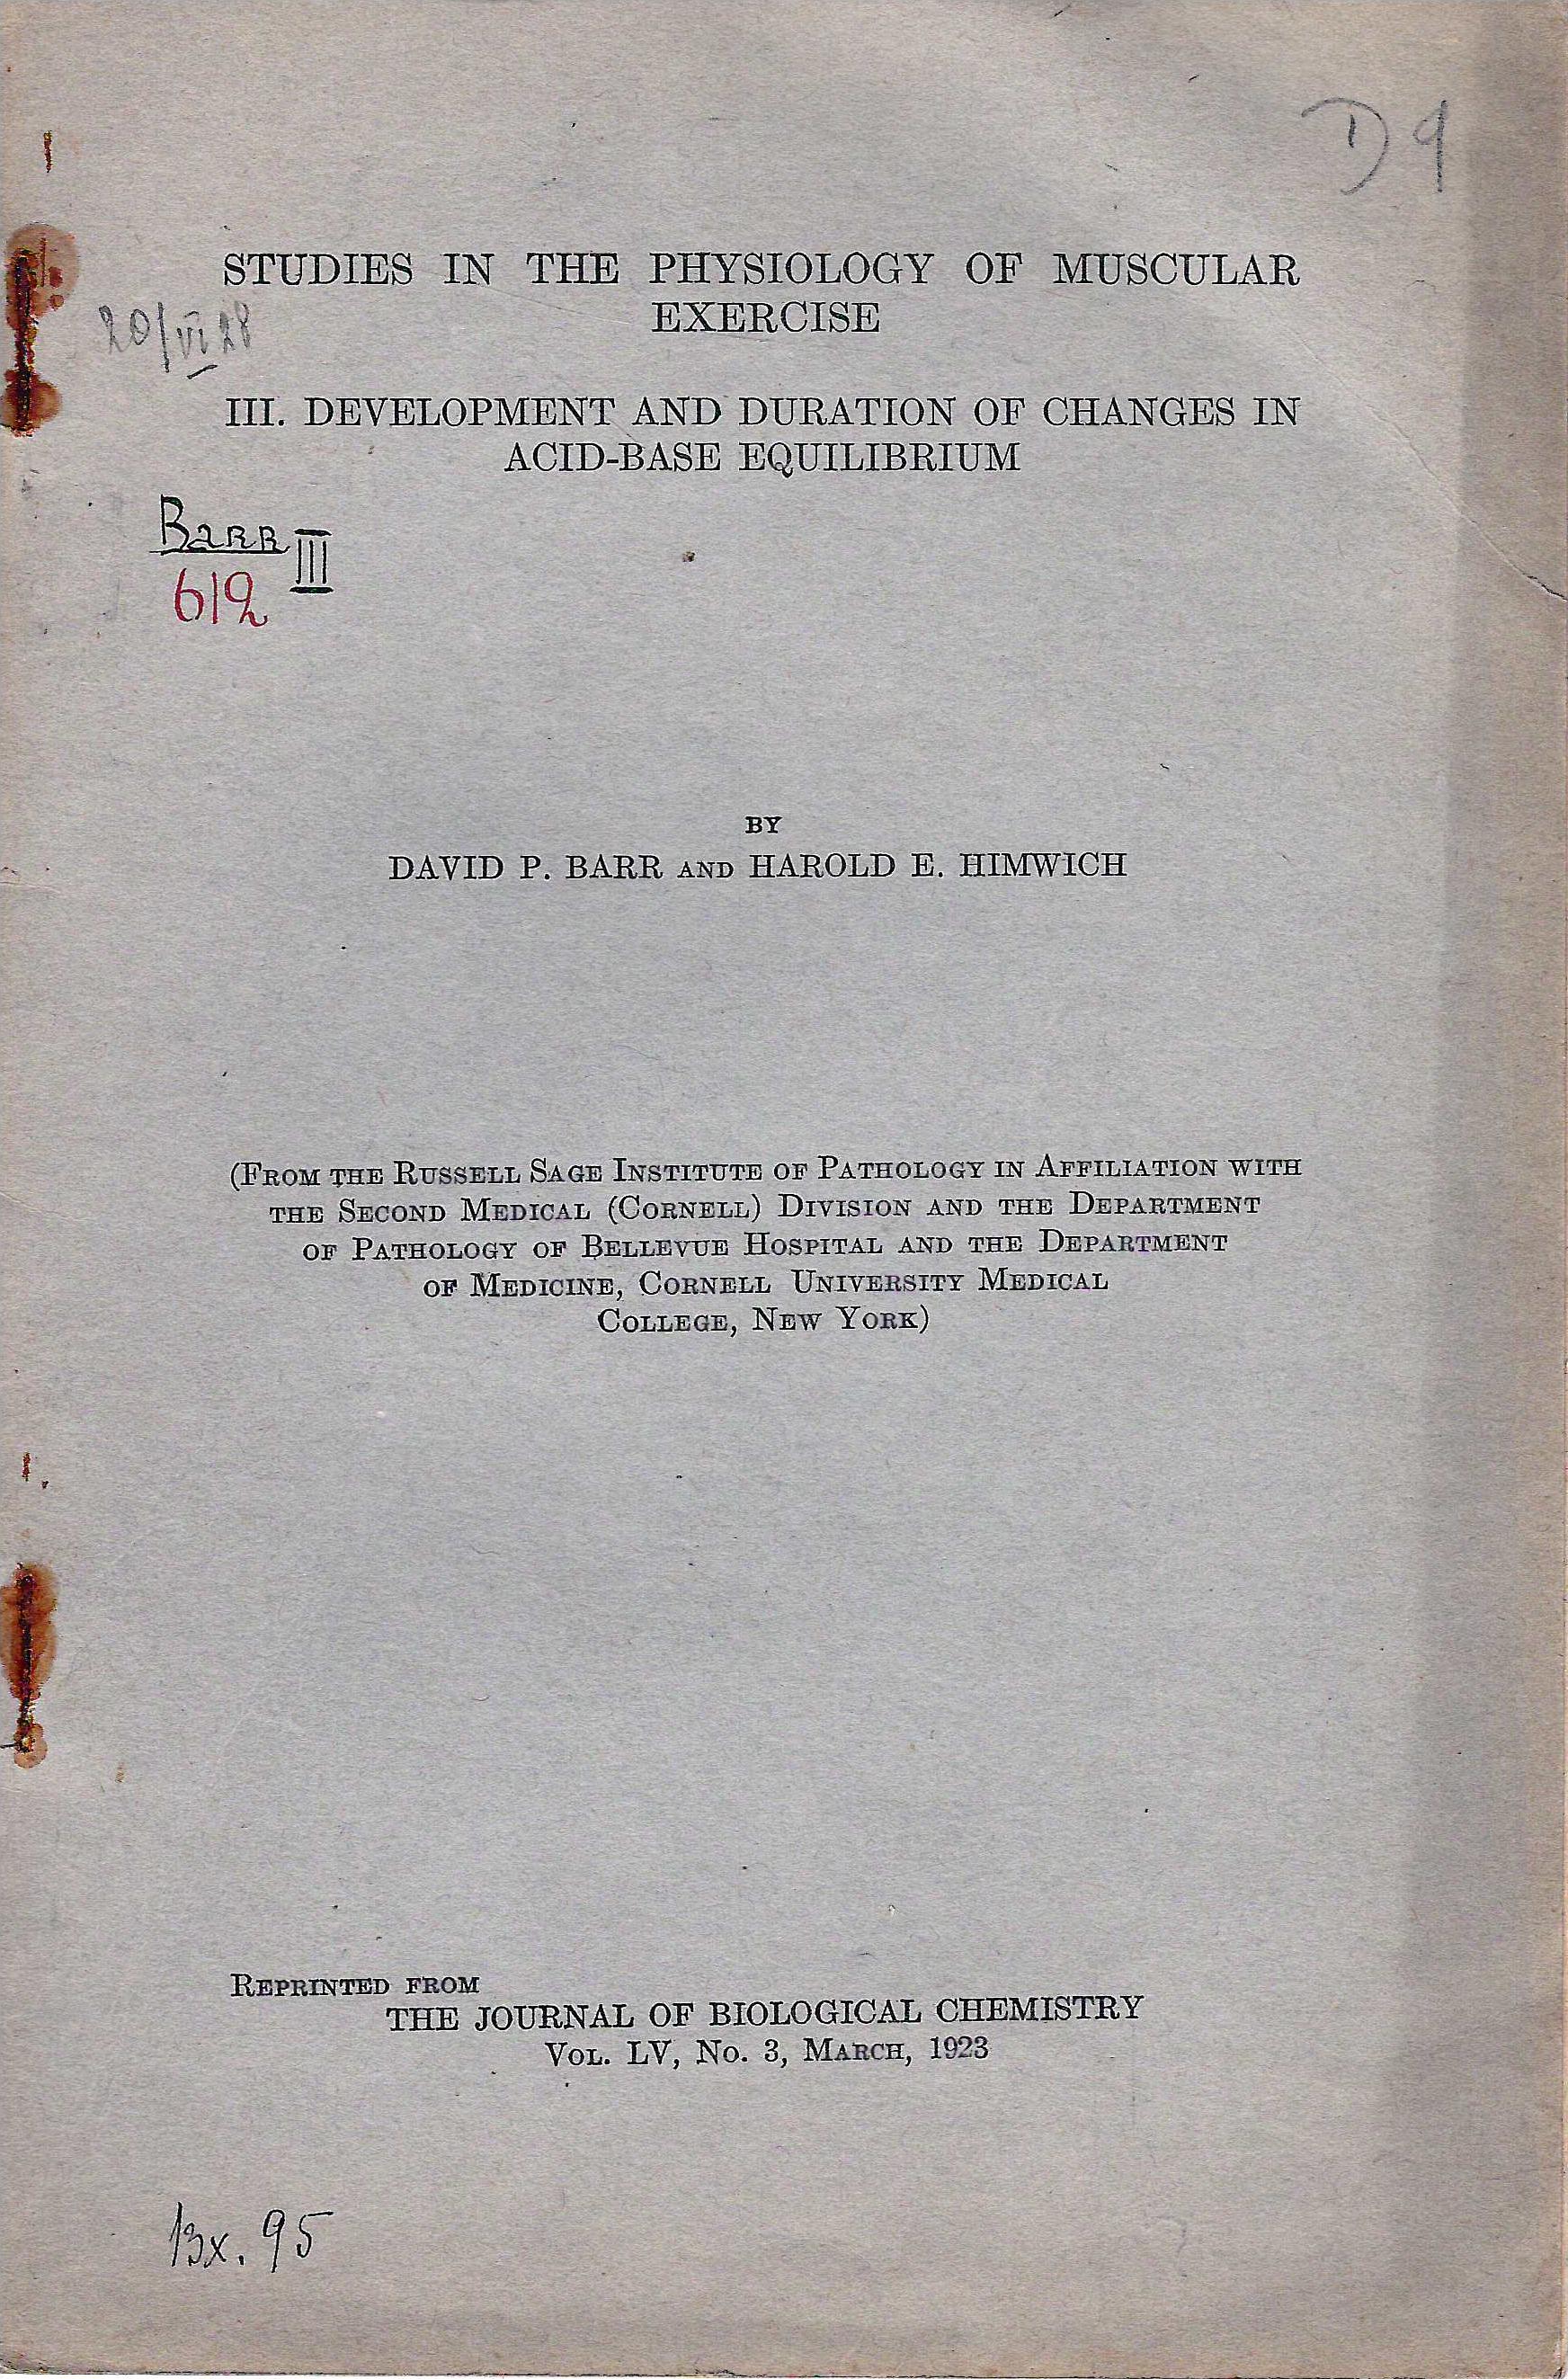 D 9
STUDIES IN THE PHYSIOLOGY OF MUSCULAR
EXERCISE
20/VI 28
III. DEVELOPMENT AND DURATION OF CHANGES IN
ACID-BASE EQUILIBRIUM
Barr III
612
BY
DAVID P. BARR AND HAROLD E. HIMWICH
(FROM THE RUSSELL SAGE INSTITUTE OF PATHOLOGY IN AFFILIATION WITH
THE SECOND MEDICAL (CORNELL) DIVISION AND THE DEPARTMENT
OF PATHOLOGY OF BELLEVUE HOSPITAL AND THE DEPARTMENT
OF MEDICINE, CORNELL UNIVERSITY MEDICAL
COLLEGE, NEW YORK)
REPRINTED FROM
THE JOURNAL OF BIOLOGICAL CHEMISTRY
VOL. LV, NO. 3, MARCH, 1923
Вх. 95